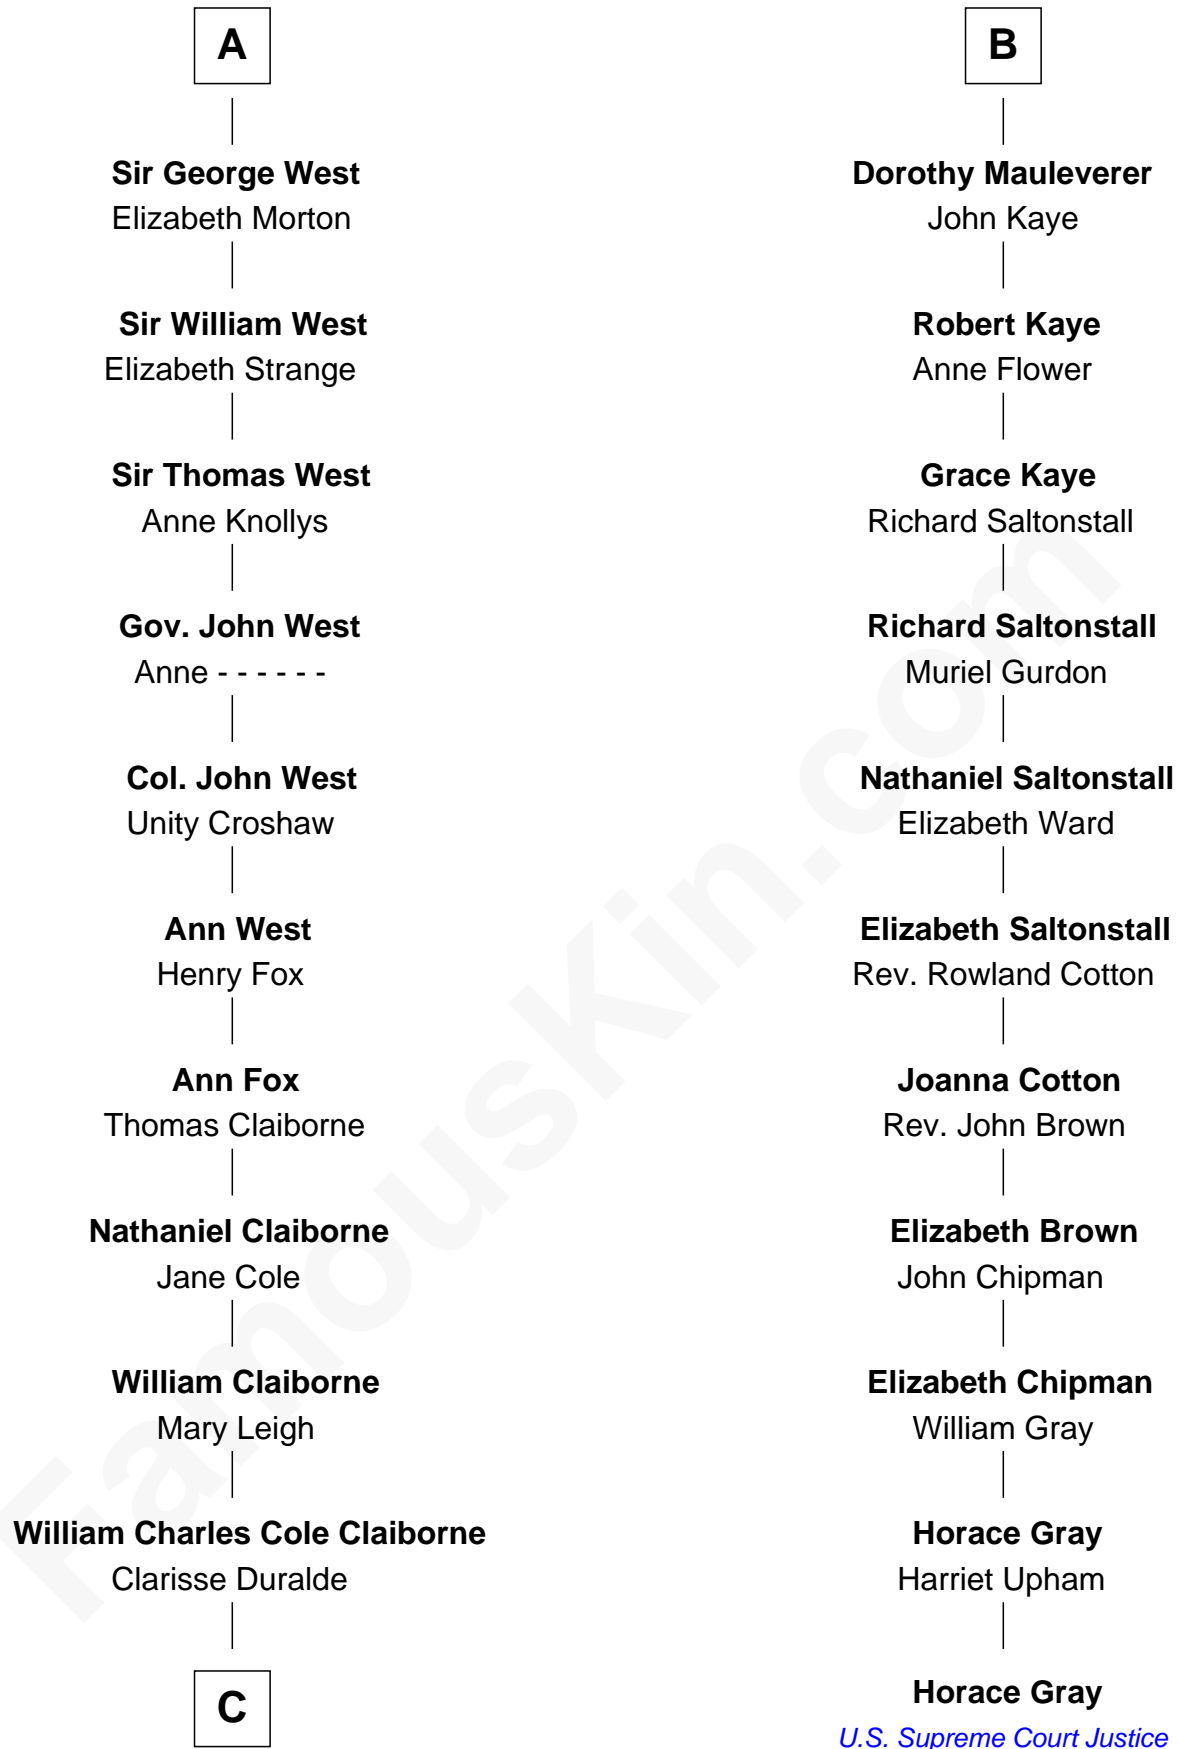 A
Sir George West
Elizabeth Morton
Sir William West
Elizabeth Strange
Sir Thomas West
Anne Knollys
Gov. John West
Anne - - - - - -
Col. John West
Unity Croshaw
Ann West
Henry Fox
Ann Fox
Thomas Claiborne
Nathaniel Claiborne
Jane Cole
William Claiborne
Mary Leigh
William Charles Cole Claiborne
Clarisse Duralde
C
B
Dorothy Mauleverer
John Kaye
Robert Kaye
Anne Flower
Grace Kaye
Richard Saltonstall
Richard Saltonstall
Muriel Gurdon
Nathaniel Saltonstall
Elizabeth Ward
Elizabeth Saltonstall
Rev. Rowland Cotton
Joanna Cotton
Rev. John Brown
Elizabeth Brown
John Chipman
Elizabeth Chipman
William Gray
Horace Gray
Harriet Upham
Horace Gray
U.S. Supreme Court Justice
FamousKin.com